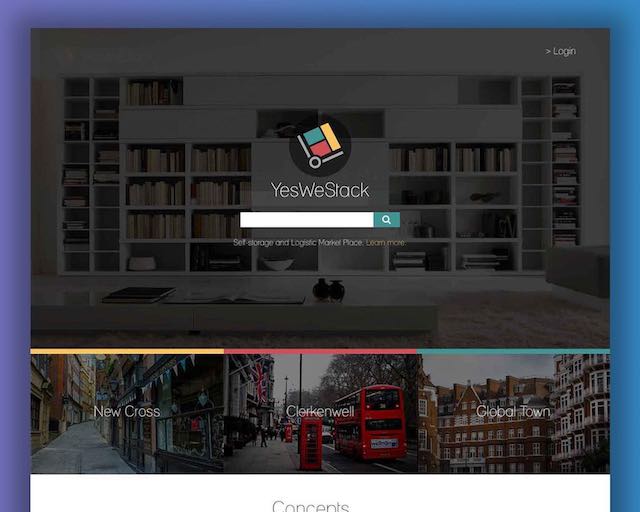 > Login
YesWeStack
Self-storage and Logistic Market Place. Learn more.
New Cross
Clerkenwell
Global Town
Concepts